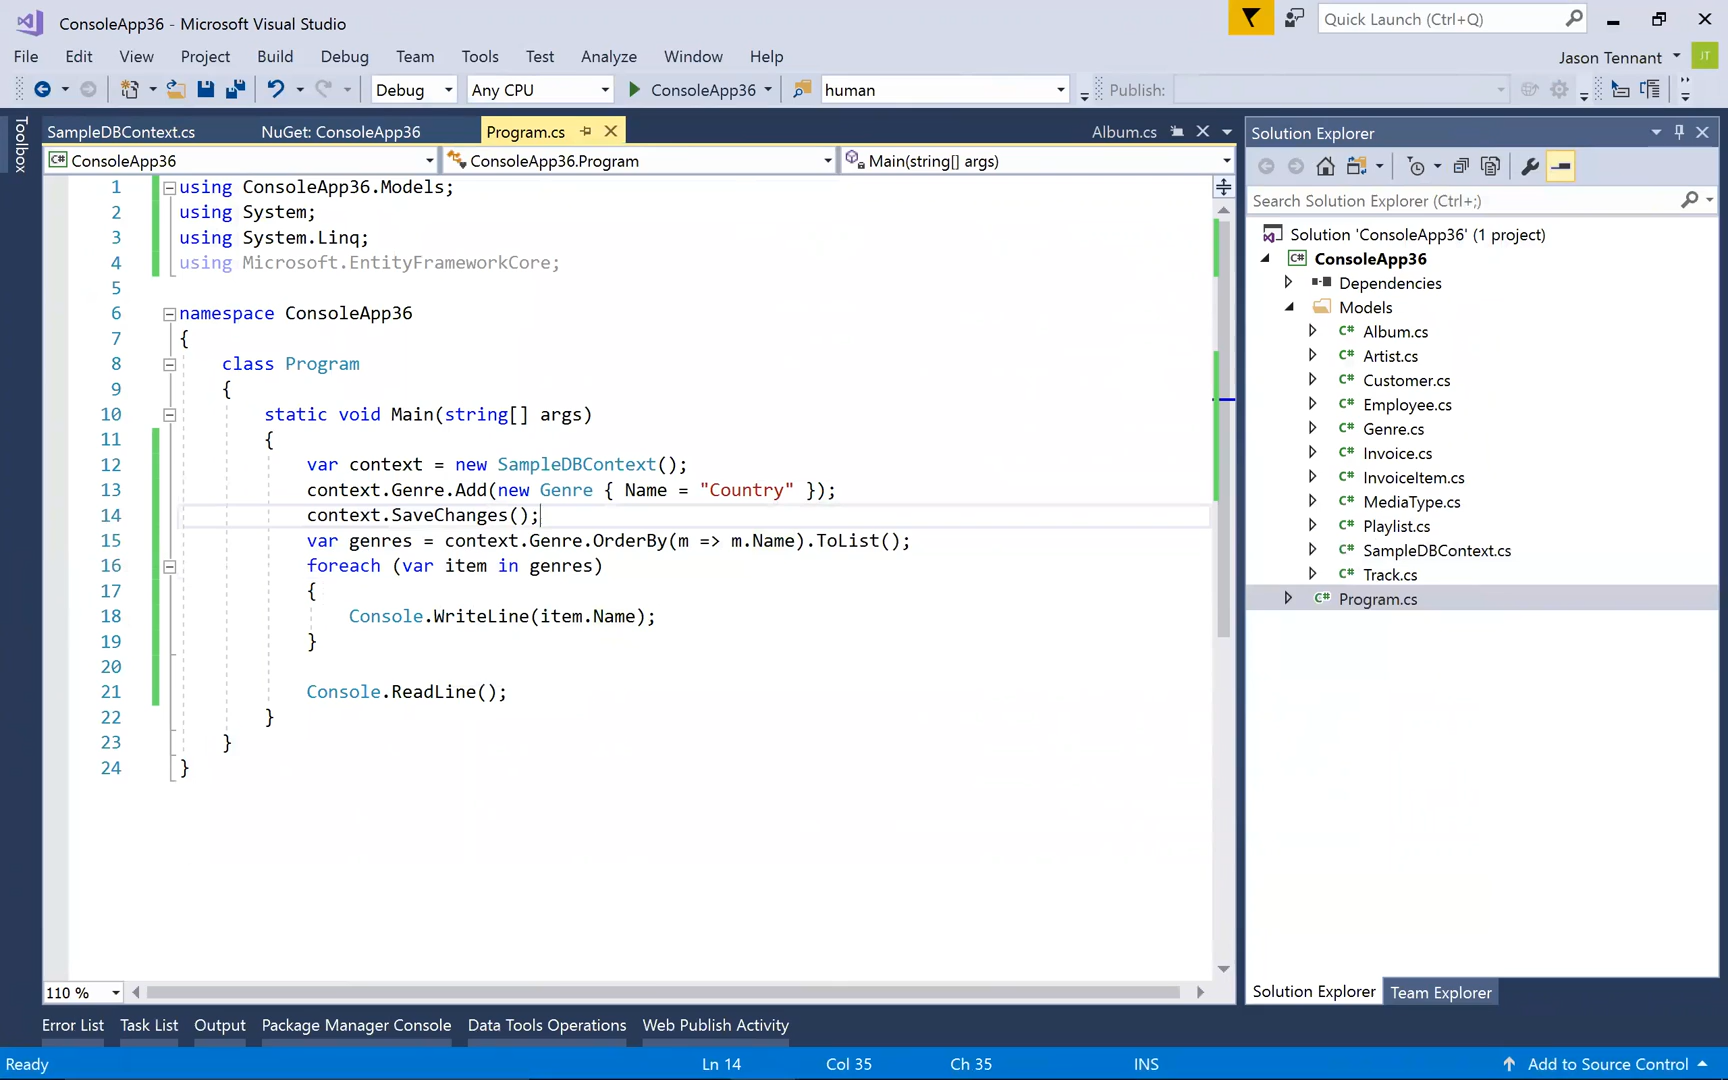 ConsoleApp36 - Microsoft Visual Studio
Quick Launch (Ctrl+Q)
File Edit View Project Build Debug Team Tools Test Analyze Window Help
Jason Tennant JT
Debug Any CPU ConsoleApp36 human Publish:
Toolbox
SampleDBContext.cs NuGet: ConsoleApp36 Program.cs Album.cs
C# ConsoleApp36 ConsoleApp36.Program Main(string[] args)
1 using ConsoleApp36.Models;
2 using System;
3 using System.Linq;
4 using Microsoft.EntityFrameworkCore;
5
6 namespace ConsoleApp36
7 {
8 class Program
9 {
10 static void Main(string[] args)
11 {
12 var context = new SampleDBContext();
13 context.Genre.Add(new Genre { Name = "Country" });
14 context.SaveChanges();
15 var genres = context.Genre.OrderBy(m => m.Name).ToList();
16 foreach (var item in genres)
17 {
18 Console.WriteLine(item.Name);
19 }
20
21 Console.ReadLine();
22 }
23 }
24 }
110 %
Solution Explorer
Search Solution Explorer (Ctrl+;)
Solution 'ConsoleApp36' (1 project)
C# ConsoleApp36
Dependencies
Models
C# Album.cs
C# Artist.cs
C# Customer.cs
C# Employee.cs
C# Genre.cs
C# Invoice.cs
C# InvoiceItem.cs
C# MediaType.cs
C# Playlist.cs
C# SampleDBContext.cs
C# Track.cs
C# Program.cs
Solution Explorer Team Explorer
Error List Task List Output Package Manager Console Data Tools Operations Web Publish Activity
Ready Ln 14 Col 35 Ch 35 INS Add to Source Control